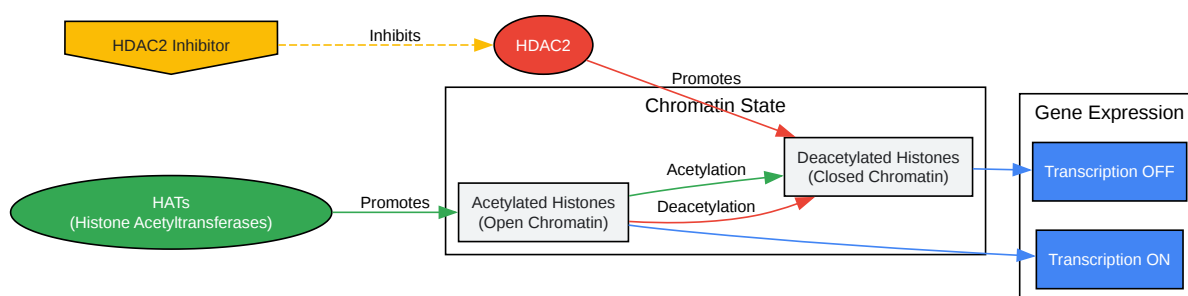 HDAC2 Inhibitor
Inhibits
HDAC2
Promotes
Chromatin State
Gene Expression
HATs
(Histone Acetyltransferases)
Promotes
Acetylated Histones
(Open Chromatin)
Acetylation
Deacetylation
Deacetylated Histones
(Closed Chromatin)
Transcription OFF
Transcription ON